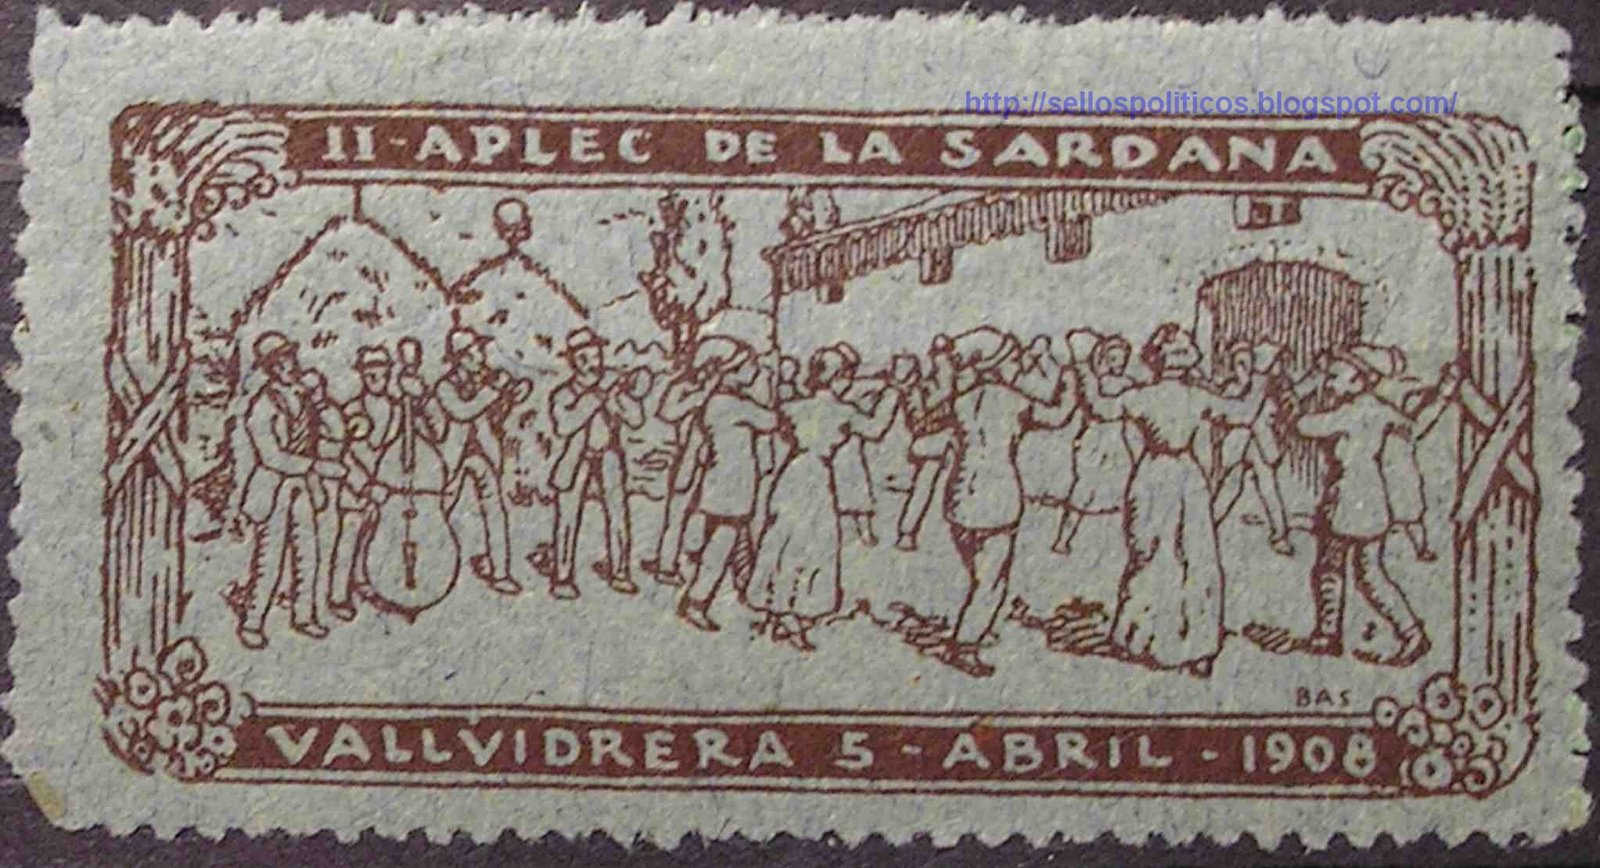 http://sellospoliticos.blogspot.com/
II-APLEC DE LA SARDANA
BAS
VALLVIDRERA 5-ABRIL-1908